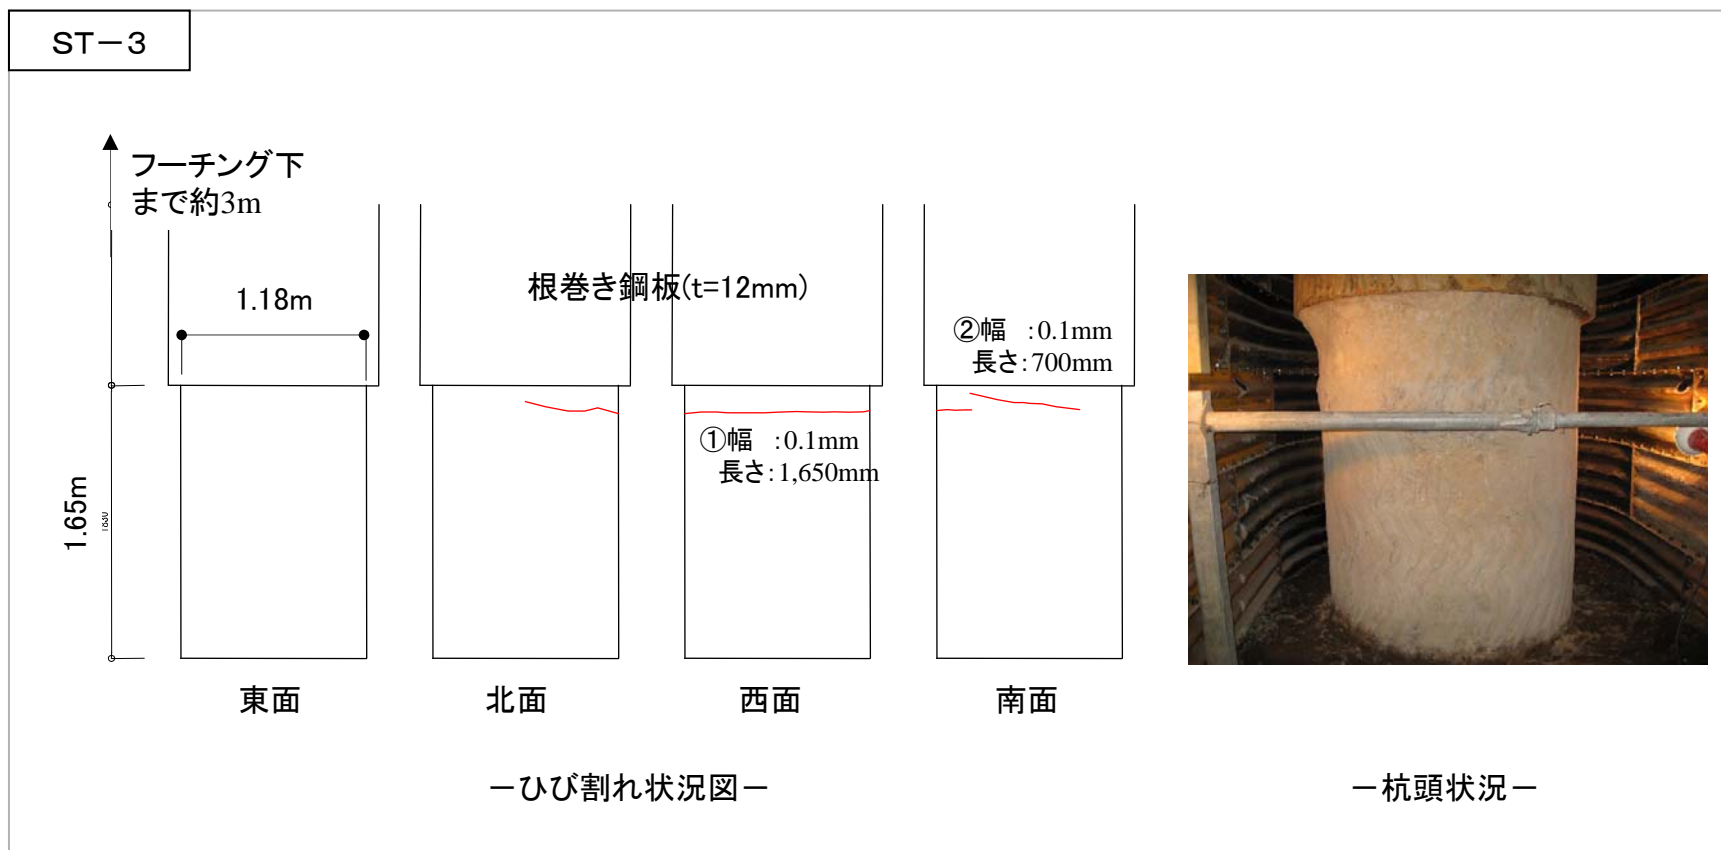 ST－3
フーチング下
まで約3m
1.18m
根巻き鋼板(t=12mm)
②幅　:0.1mm
長さ:700mm
①幅　:0.1mm
長さ:1,650mm
1.65m
1830
東面
北面
西面
南面
－ひび割れ状況図－
－杭頭状況－